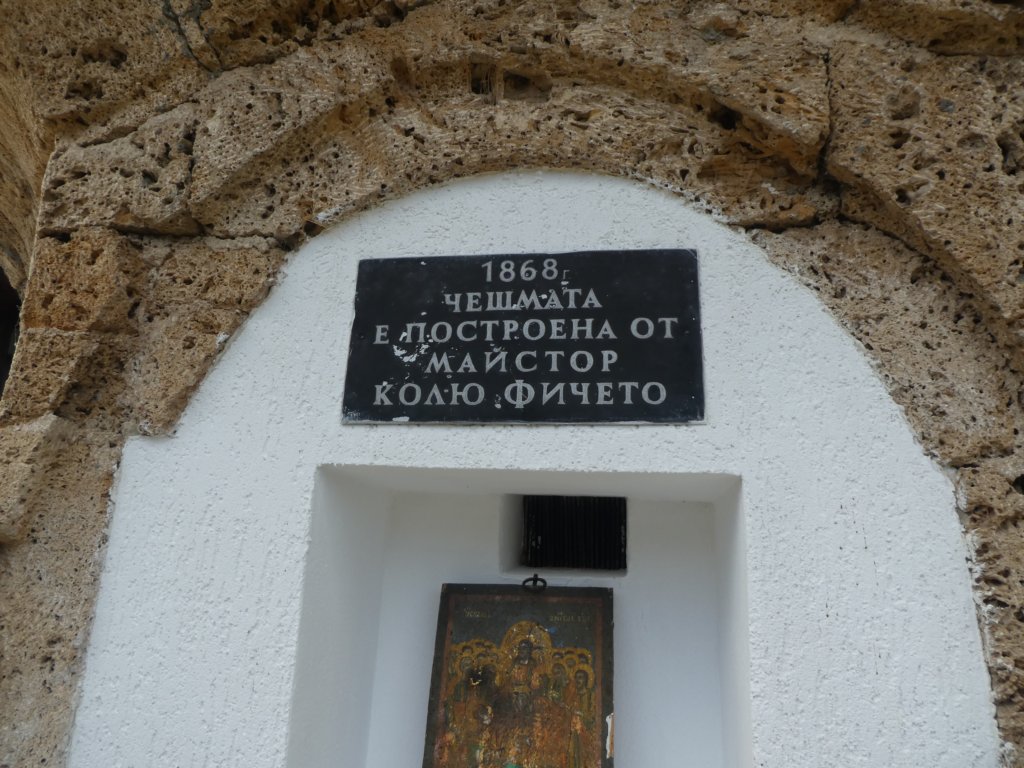 1868 г
ЧЕШМАТА
Е ПОСТРОЕНА ОТ
МАЙСТОР
КОЛЮ ФИЧЕТО